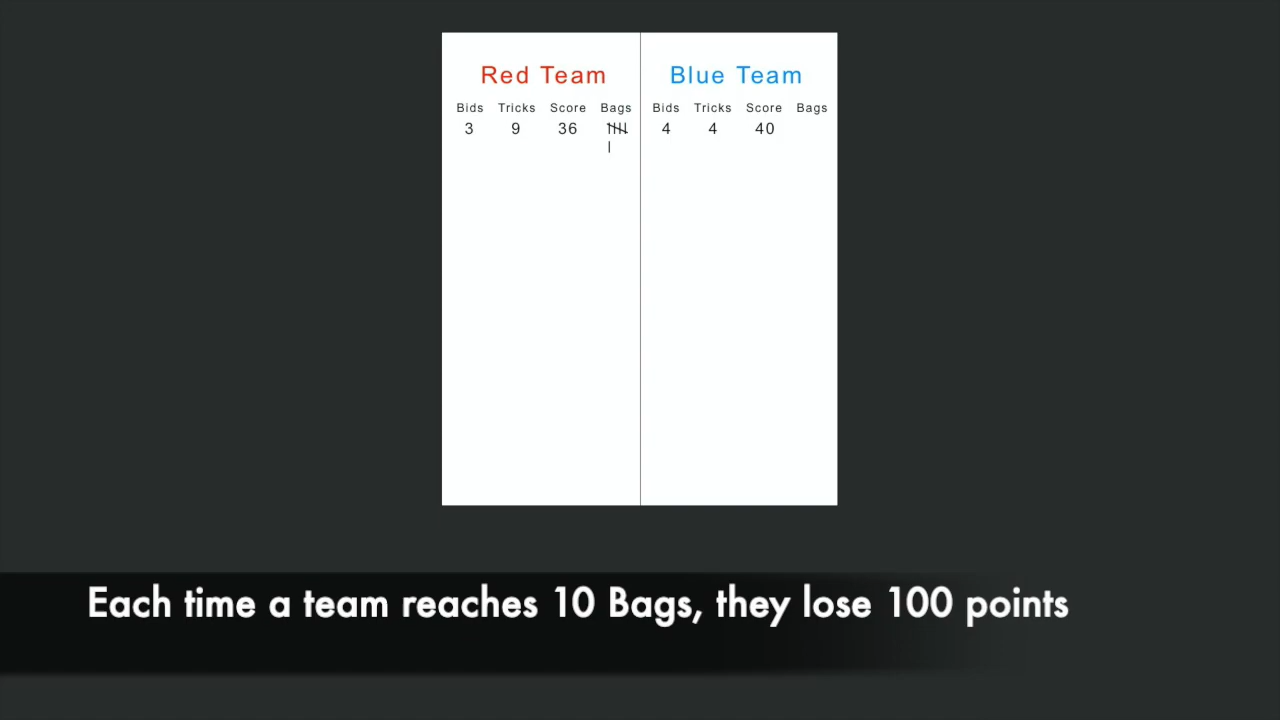 Red Team Blue Team
Bids Tricks Score Bags Bids Tricks Score Bags
3 9 36 4 4 40
Each time a team reaches 10 Bags, they lose 100 points